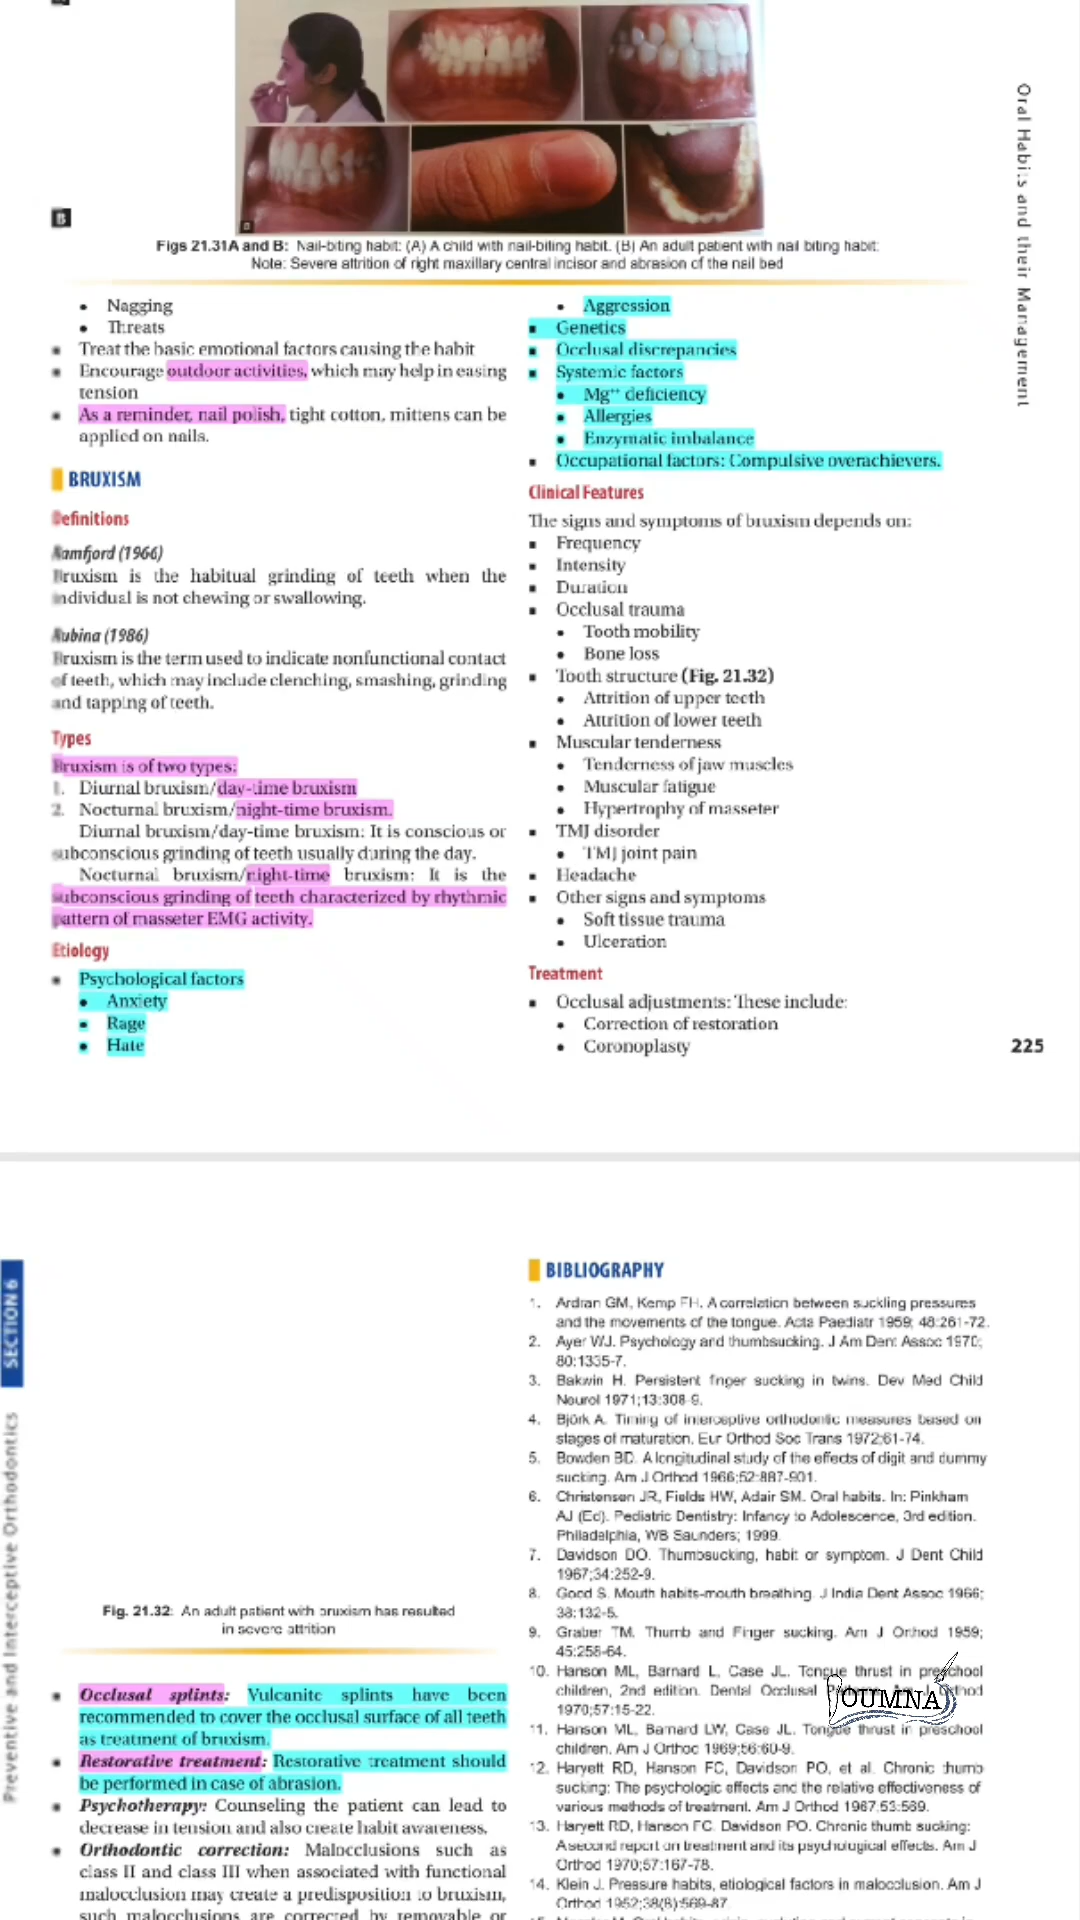 B
Figs 21.31A and B: Nail-biting habit: (A) A child with nail-biting habit. (B) An adult patient with nail biting habit.
Note: Severe attrition of right maxillary central incisor and abrasion of the nail bed
Oral Habits and their Management
• Nagging
• Threats
▪ Treat the basic emotional factors causing the habit
▪ Encourage outdoor activities, which may help in easing
tension
▪ As a reminder, nail polish, tight cotton, mittens can be
applied on nails.
BRUXISM
Definitions
Ramfjord (1966)
Bruxism is the habitual grinding of teeth when the
individual is not chewing or swallowing.
Rubina (1986)
Bruxism is the term used to indicate nonfunctional contact
of teeth, which may include clenching, smashing, grinding
and tapping of teeth.
Types
Bruxism is of two types:
1. Diurnal bruxism/day-time bruxism
2. Nocturnal bruxism/night-time bruxism.
Diurnal bruxism/day-time bruxism: It is conscious or
subconscious grinding of teeth usually during the day.
Nocturnal bruxism/night-time bruxism: It is the
subconscious grinding of teeth characterized by rhythmic
pattern of masseter EMG activity.
Etiology
▪ Psychological factors
• Anxiety
• Rage
• Hate
• Aggression
▪ Genetics
▪ Occlusal discrepancies
▪ Systemic factors
• Mg⁺⁺ deficiency
• Allergies
• Enzymatic imbalance
▪ Occupational factors: Compulsive overachievers.
Clinical Features
The signs and symptoms of bruxism depends on:
▪ Frequency
▪ Intensity
▪ Duration
▪ Occlusal trauma
• Tooth mobility
• Bone loss
▪ Tooth structure (Fig. 21.32)
• Attrition of upper teeth
• Attrition of lower teeth
▪ Muscular tenderness
• Tenderness of jaw muscles
• Muscular fatigue
• Hypertrophy of masseter
▪ TMJ disorder
• TMJ joint pain
▪ Headache
▪ Other signs and symptoms
• Soft tissue trauma
• Ulceration
Treatment
▪ Occlusal adjustments: These include:
• Correction of restoration
• Coronoplasty
225
SECTION 6
Preventive and Interceptive Orthodontics
Fig. 21.32: An adult patient with bruxism has resulted
in severe attrition
▪ Occlusal splints: Vulcanite splints have been
recommended to cover the occlusal surface of all teeth
as treatment of bruxism.
▪ Restorative treatment: Restorative treatment should
be performed in case of abrasion.
▪ Psychotherapy: Counseling the patient can lead to
decrease in tension and also create habit awareness.
▪ Orthodontic correction: Malocclusions such as
class II and class III when associated with functional
malocclusion may create a predisposition to bruxism,
such malocclusions are corrected by removable or
BIBLIOGRAPHY
1. Ardran GM, Kemp FH. A correlation between suckling pressures
and the movements of the tongue. Acta Paediatr 1959; 48:261-72.
2. Ayer WJ. Psychology and thumbsucking. J Am Dent Assoc 1970;
80:1335-7.
3. Bakwin H. Persistent finger sucking in twins. Dev Med Child
Neurol 1971;13:308-9.
4. Björk A. Timing of interceptive orthodontic measures based on
stages of maturation. Eur Orthod Soc Trans 1972:61-74.
5. Bowden BD. A longitudinal study of the effects of digit and dummy
sucking. Am J Orthod 1966;52:887-901.
6. Christensen JR, Fields HW, Adair SM. Oral habits. In: Pinkham
AJ (Ed). Pediatric Dentistry: Infancy to Adolescence, 3rd edition.
Philadelphia, WB Saunders; 1999.
7. Davidson DO. Thumbsucking, habit or symptom. J Dent Child
1967;34:252-9.
8. Good S. Mouth habits-mouth breathing. J India Dent Assoc 1966;
38:132-5.
9. Graber TM. Thumb and Finger sucking. Am J Orthod 1959;
45:258-64.
10. Hanson ML, Barnard L, Case JL. Tongue thrust in preschool
children, 2nd edition. Dental Occlusal Am J Orthod
1970;57:15-22.
OUMNA
11. Hanson ML, Barnard LW, Case JL. Tongue thrust in preschool
children. Am J Orthod 1969;56:60-9.
12. Haryett RD, Hanson FC, Davidson PO, et al. Chronic thumb
sucking: The psychologic effects and the relative effectiveness of
various methods of treatment. Am J Orthod 1967;53:569.
13. Haryett RD, Hanson FC. Davidson PO. Chronic thumb sucking:
A second report on treatment and its psychological effects. Am J
Orthod 1970;57:167-78.
14. Klein J. Pressure habits, etiological factors in malocclusion. Am J
Orthod 1952;38(8):569-87.